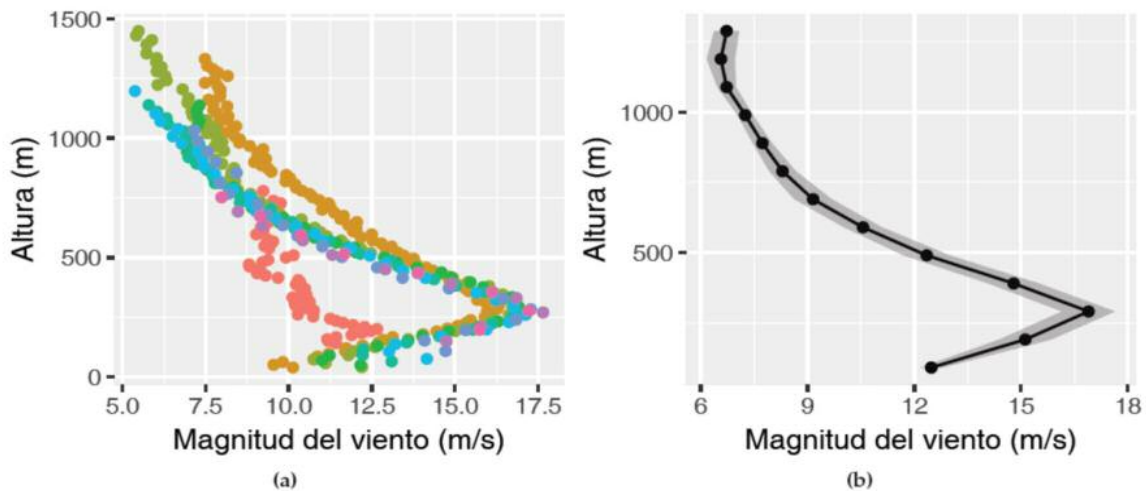 1500
1000
500
0
Altura (m)
5.0 7.5 10.0 12.5 15.0 17.5
Magnitud del viento (m/s)
(a)
1000
500
Altura (m)
6 9 12 15 18
Magnitud del viento (m/s)
(b)